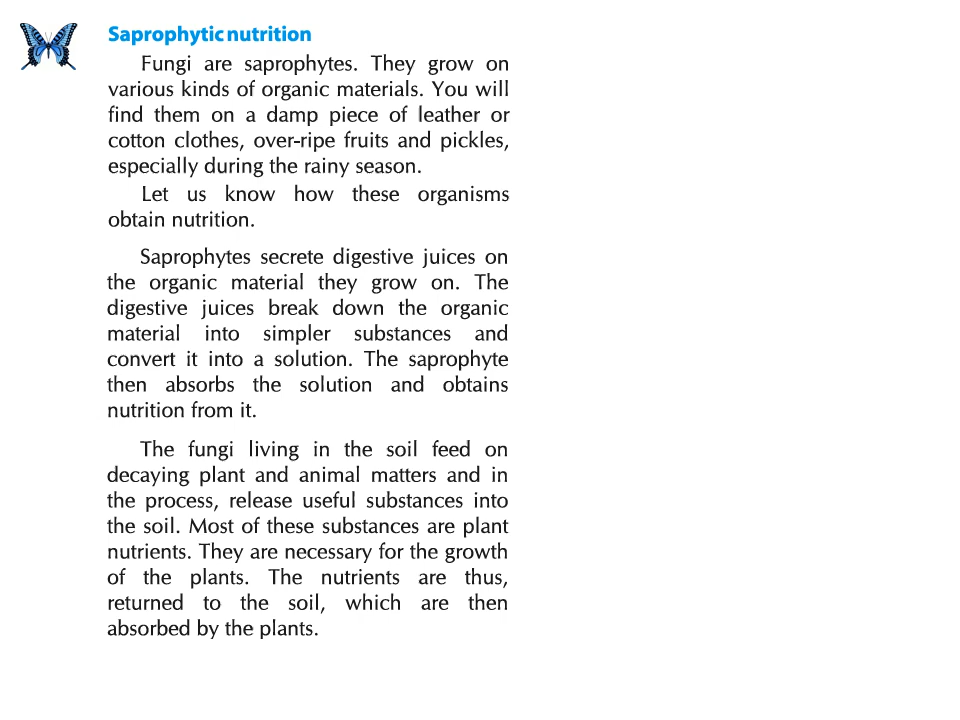 Saprophytic nutrition
Fungi are saprophytes. They grow on
various kinds of organic materials. You will
find them on a damp piece of leather or
cotton clothes, over-ripe fruits and pickles,
especially during the rainy season.
Let us know how these organisms
obtain nutrition.
Saprophytes secrete digestive juices on
the organic material they grow on. The
digestive juices break down the organic
material into simpler substances and
convert it into a solution. The saprophyte
then absorbs the solution and obtains
nutrition from it.
The fungi living in the soil feed on
decaying plant and animal matters and in
the process, release useful substances into
the soil. Most of these substances are plant
nutrients. They are necessary for the growth
of the plants. The nutrients are thus,
returned to the soil, which are then
absorbed by the plants.